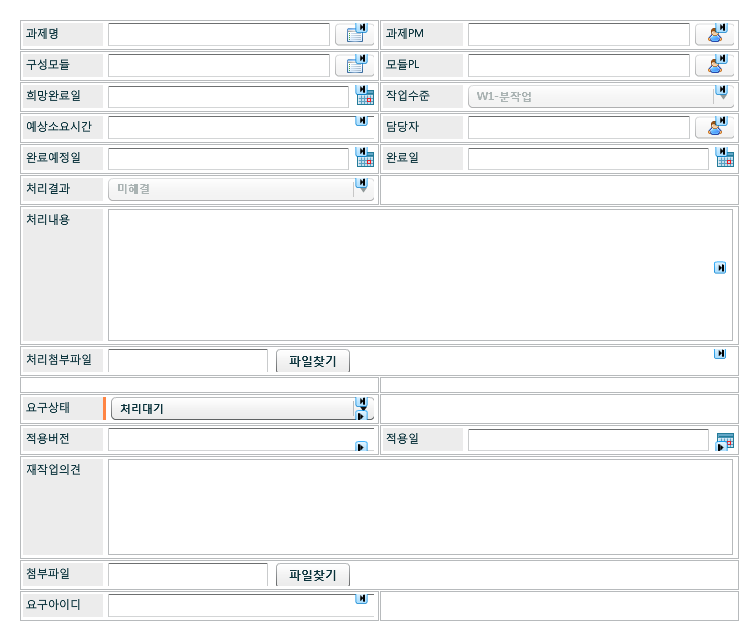 과제명 과제PM
구성모듈 모듈PL
희망완료일 작업수준 W1-분작업
예상소요시간 담당자
완료예정일 완료일
처리결과 미해결
처리내용
처리첨부파일 파일찾기
요구상태 처리대기
적용버전 적용일
재작업의견
첨부파일 파일찾기
요구아이디